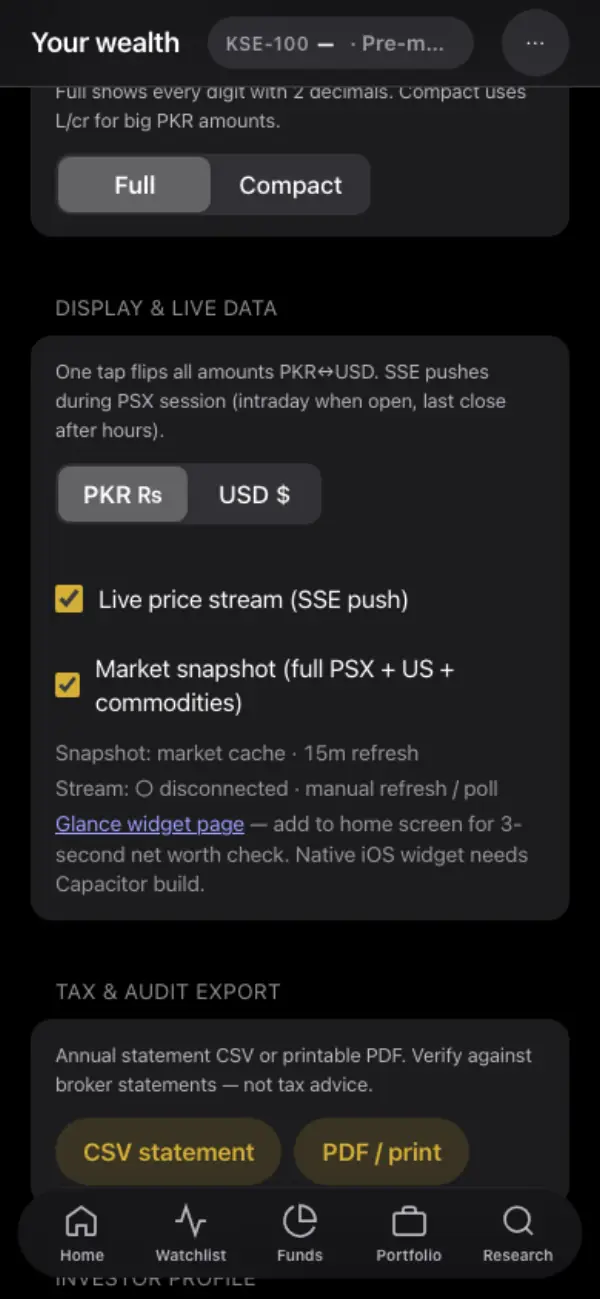 Your wealth
KSE-100 – · Pre-m...
...
Full shows every digit with 2 decimals. Compact uses
L/cr for big PKR amounts.
Full
Compact
DISPLAY & LIVE DATA
One tap flips all amounts PKR↔USD. SSE pushes
during PSX session (intraday when open, last close
after hours).
PKR ₨
USD $
Live price stream (SSE push)
Market snapshot (full PSX + US +
commodities)
Snapshot: market cache · 15m refresh
Stream: ○ disconnected · manual refresh / poll
Glance widget page — add to home screen for 3-
second net worth check. Native iOS widget needs
Capacitor build.
TAX & AUDIT EXPORT
Annual statement CSV or printable PDF. Verify against
broker statements — not tax advice.
CSV statement
PDF / print
Home
Watchlist
Funds
Portfolio
Research
INVESTOR PROFILE